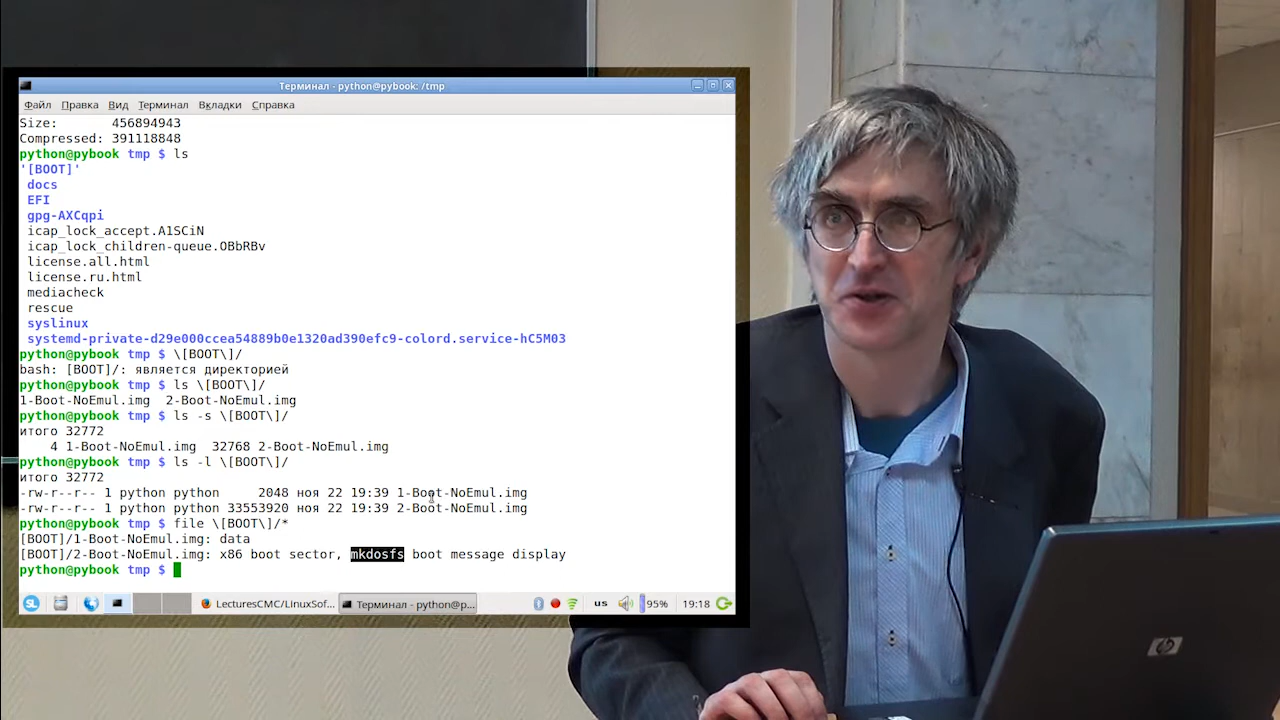 Терминал - python@pybook: /tmp
Файл Правка Вид Терминал Вкладки Справка
Size: 456894943
Compressed: 391118848
python@pybook tmp $ ls
'[BOOT]'
docs
EFI
gpg-AXCqpi
icap_lock_accept.A1SCiN
icap_lock_children-queue.OBbRBv
license.all.html
license.ru.html
mediacheck
rescue
syslinux
systemd-private-d29e000ccea54889b0e1320ad390efc9-colord.service-hC5M03
python@pybook tmp $ \[BOOT\]/
bash: [BOOT]/: является директорией
python@pybook tmp $ ls \[BOOT\]/
1-Boot-NoEmul.img 2-Boot-NoEmul.img
python@pybook tmp $ ls -s \[BOOT\]/
итого 32772
4 1-Boot-NoEmul.img 32768 2-Boot-NoEmul.img
python@pybook tmp $ ls -l \[BOOT\]/
итого 32772
-rw-r--r-- 1 python python 2048 ноя 22 19:39 1-Boot-NoEmul.img
-rw-r--r-- 1 python python 33553920 ноя 22 19:39 2-Boot-NoEmul.img
python@pybook tmp $ file \[BOOT\]/*
[BOOT]/1-Boot-NoEmul.img: data
[BOOT]/2-Boot-NoEmul.img: x86 boot sector, mkdosfs boot message display
python@pybook tmp $
SL LecturesCMC/LinuxSof... Терминал - python@p... us 95% 19:18
hp